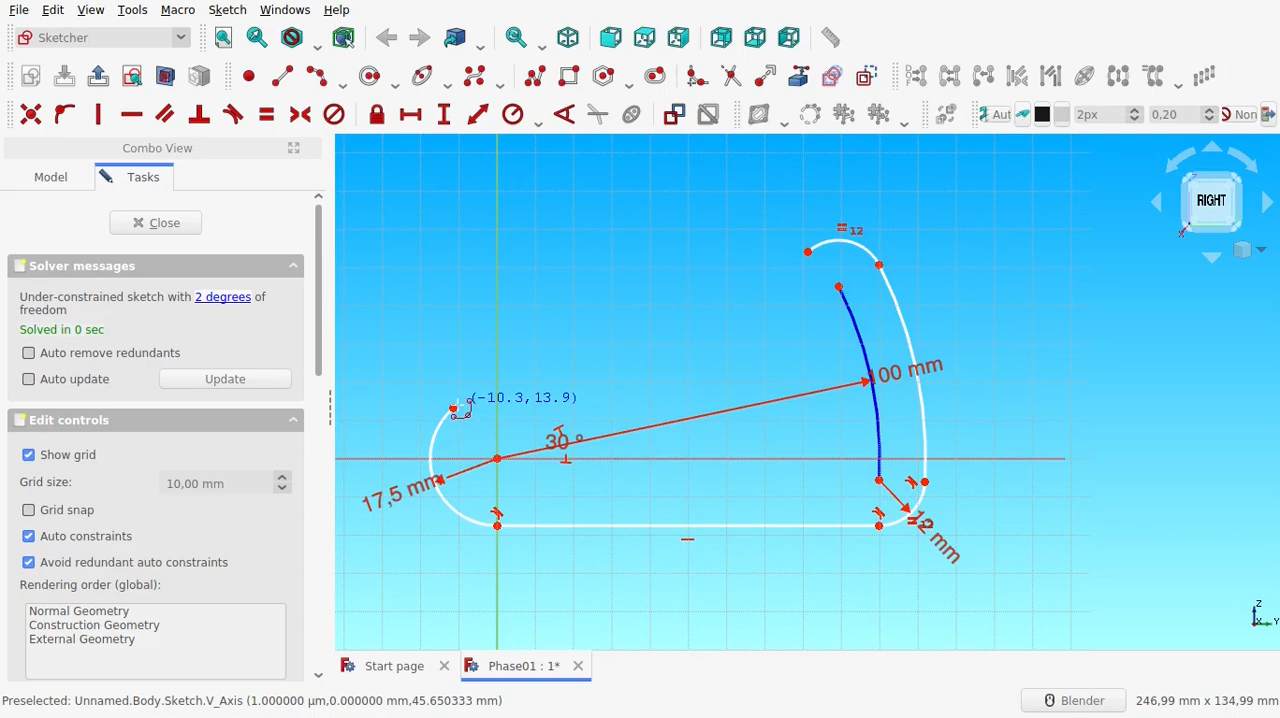 File Edit View Tools Macro Sketch Windows Help
Sketcher
Aut 2px 0,20 Non
Combo View
Model Tasks
Close
Solver messages
Under-constrained sketch with 2 degrees of
freedom
Solved in 0 sec
Auto remove redundants
Auto update Update
Edit controls
Show grid
Grid size: 10,00 mm
Grid snap
Auto constraints
Avoid redundant auto constraints
Rendering order (global):
Normal Geometry
Construction Geometry
External Geometry
RIGHT
12
(-10.3,13.9)
100 mm
30 °
17,5 mm
12 mm
Z
X Y
Start page Phase01 : 1*
Preselected: Unnamed.Body.Sketch.V_Axis (1.000000 µm,0.000000 mm,45.650333 mm) Blender 246,99 mm x 134,99 mm